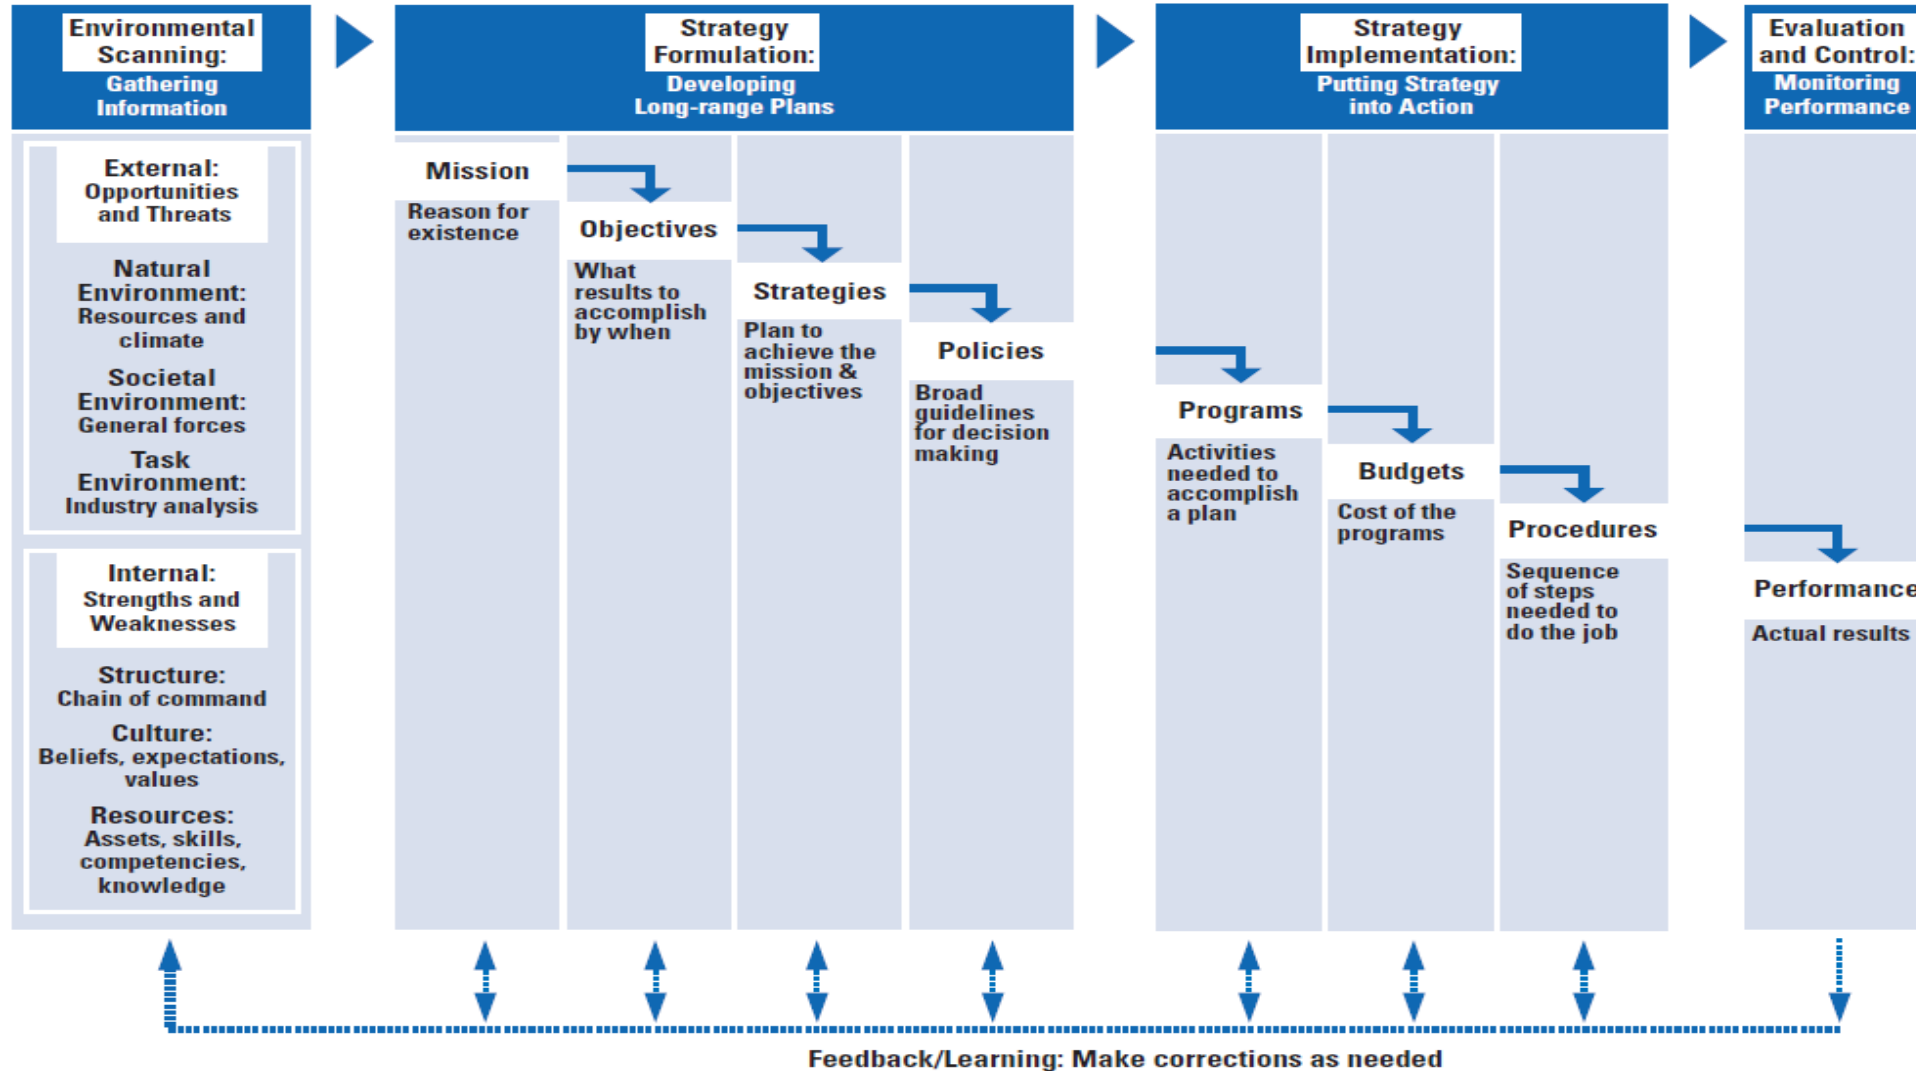 Environmental
Scanning:
Gathering
Information
External:
Opportunities
and Threats
Natural
Environment:
Resources and
climate
Societal
Environment:
General forces
Task
Environment:
Industry analysis
Internal:
Strengths and
Weaknesses
Structure:
Chain of command
Culture:
Beliefs, expectations,
values
Resources:
Assets, skills,
competencies,
knowledge
Strategy
Formulation:
Developing
Long-range Plans
Mission
Reason for
existence
Objectives
What
results to
accomplish
by when
Strategies
Plan to
achieve the
mission &
objectives
Policies
Broad
guidelines
for decision
making
Strategy
Implementation:
Putting Strategy
into Action
Programs
Activities
needed to
accomplish
a plan
Budgets
Cost of the
programs
Procedures
Sequence
of steps
needed to
do the job
Evaluation
and Control:
Monitoring
Performance
Performance
Actual results
Feedback/Learning: Make corrections as needed